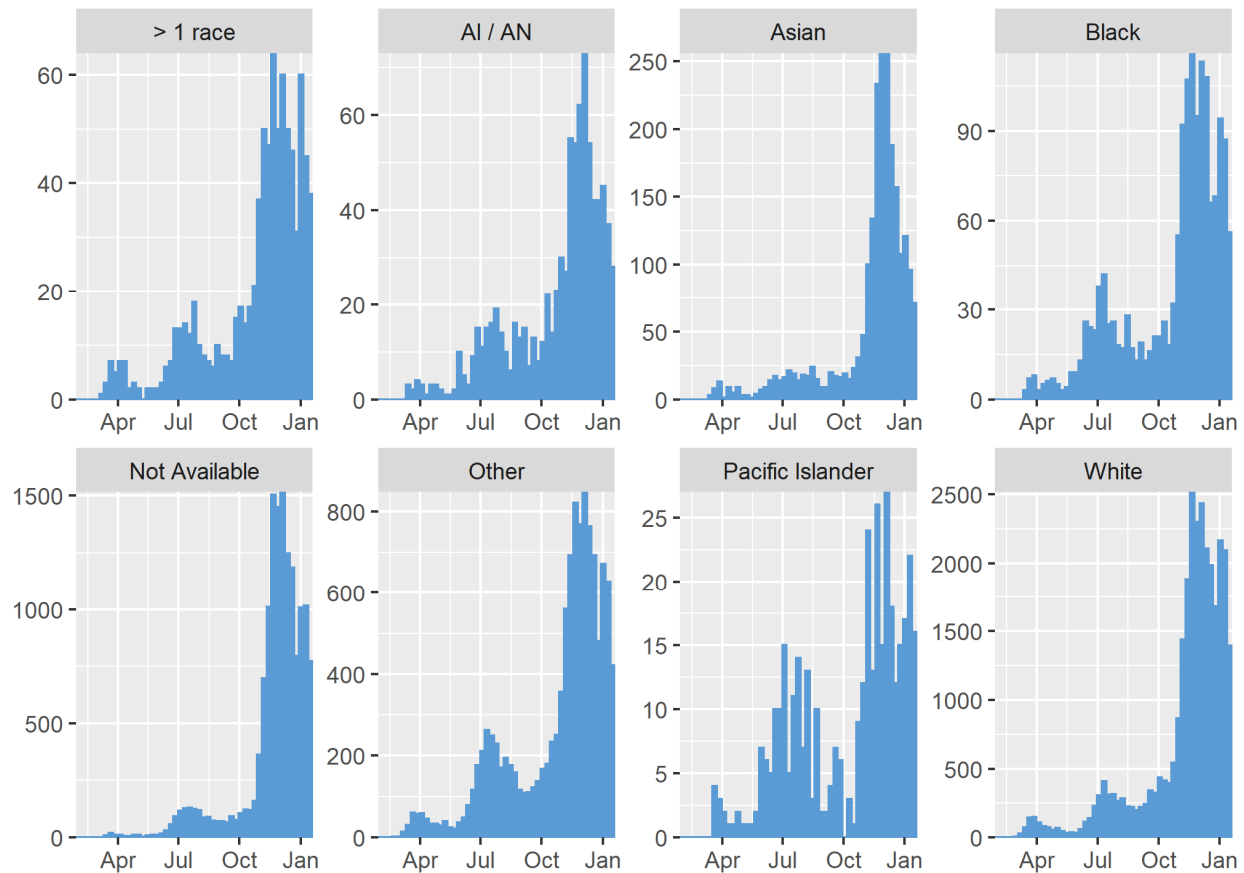 > 1 race
AI / AN
Asian
Black
60
40
20
0
Apr Jul Oct Jan
60
40
20
0
Apr Jul Oct Jan
250
200
150
100
50
0
Apr Jul Oct Jan
90
60
30
0
Apr Jul Oct Jan
Not Available
Other
Pacific Islander
White
1500
1000
500
0
Apr Jul Oct Jan
800
600
400
200
0
Apr Jul Oct Jan
25
20
15
10
5
0
Apr Jul Oct Jan
2500
2000
1500
1000
500
0
Apr Jul Oct Jan